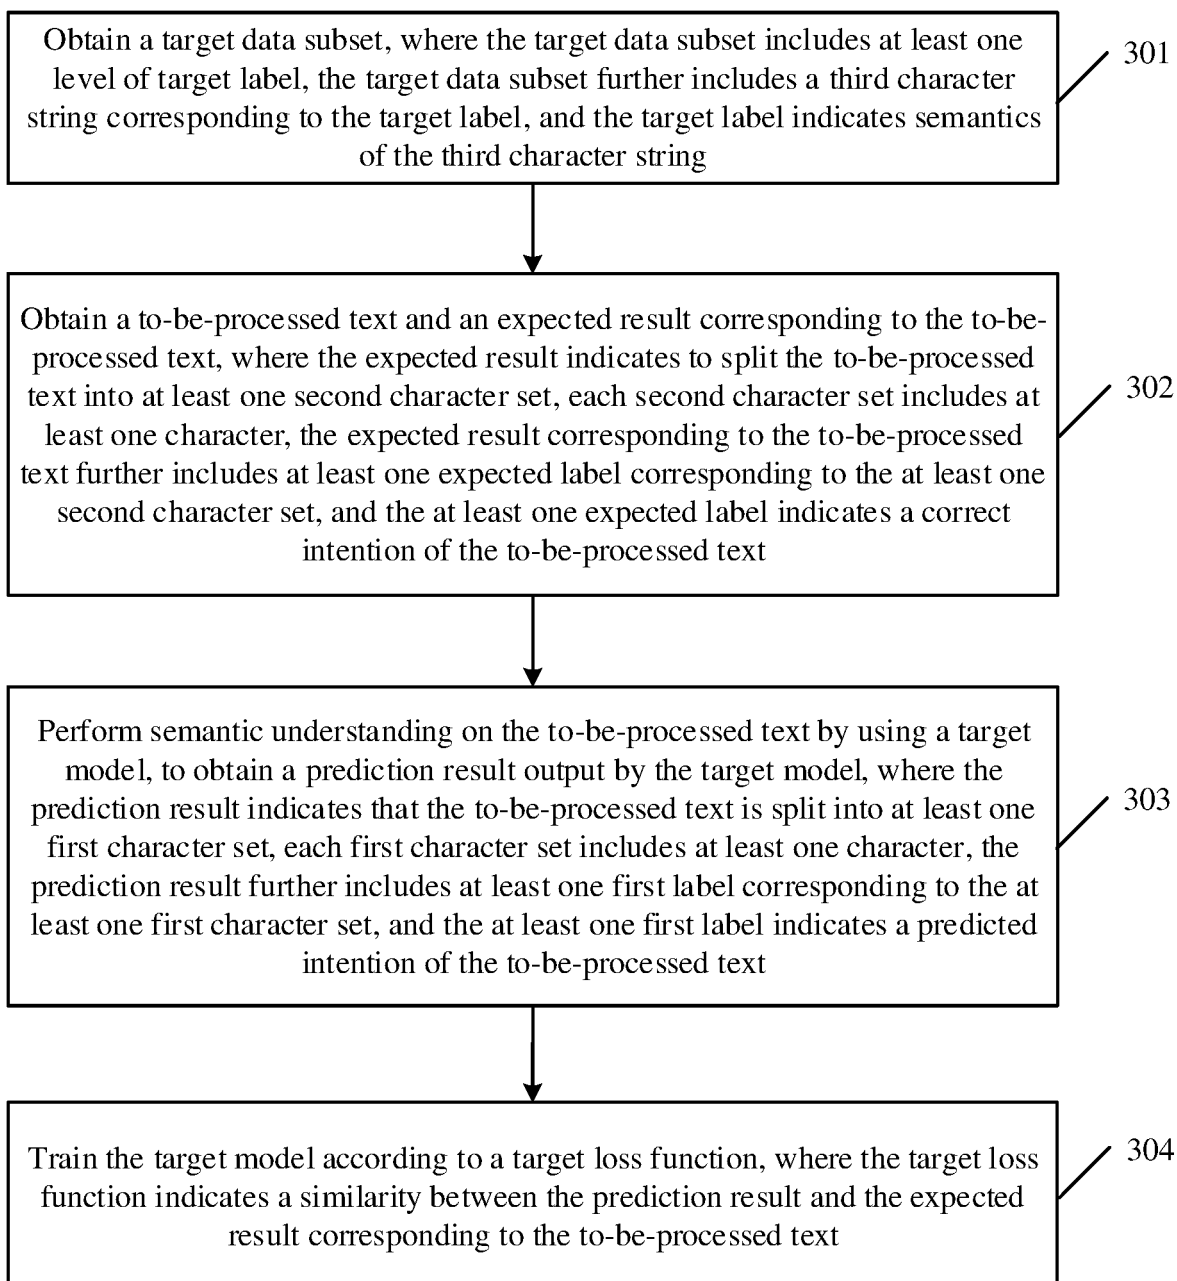 Obtain a target data subset, where the target data subset includes at least one
level of target label, the target data subset further includes a third character
string corresponding to the target label, and the target label indicates semantics
of the third character string
301
Obtain a to-be-processed text and an expected result corresponding to the to-be-
processed text, where the expected result indicates to split the to-be-processed
text into at least one second character set, each second character set includes at
least one character, the expected result corresponding to the to-be-processed
text further includes at least one expected label corresponding to the at least one
second character set, and the at least one expected label indicates a correct
intention of the to-be-processed text
302
Perform semantic understanding on the to-be-processed text by using a target
model, to obtain a prediction result output by the target model, where the
prediction result indicates that the to-be-processed text is split into at least one
first character set, each first character set includes at least one character, the
prediction result further includes at least one first label corresponding to the at
least one first character set, and the at least one first label indicates a predicted
intention of the to-be-processed text
303
Train the target model according to a target loss function, where the target loss
function indicates a similarity between the prediction result and the expected
result corresponding to the to-be-processed text
304